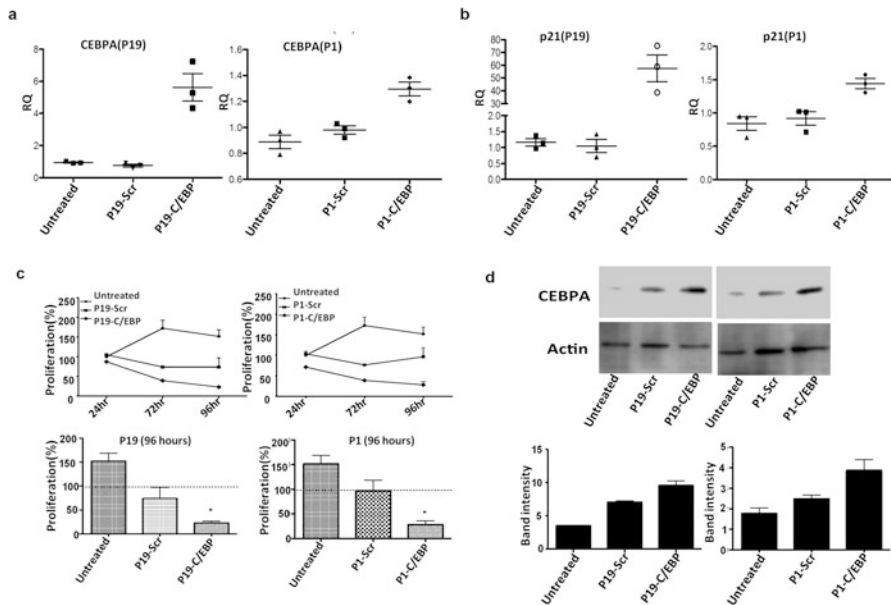 a
CEBPA(P19)
RQ
8
6
4
2
0
Untreated
P19-Scr
P19-C/EBP
CEBPA(P1)
1.6
1.4
1.2
1.0
0.8
0.6
Untreated
P1-Scr
P1-C/EBP
b
p21(P19)
RQ
80
70
60
50
40
30
2.0
1.5
1.0
0.5
0.0
Untreated
P19-Scr
P19-C/EBP
p21(P1)
RQ
2.0
1.5
1.0
0.5
0.0
Untreated
P1-Scr
P1-C/EBP
c
Proliferation(%)
Untreated
P19-Scr
P19-C/EBP
200
150
100
50
24hr
72hr
96hr
Proliferation(%)
Untreated
P1-Scr
P1-C/EBP
200
150
100
50
24hr
72hr
96hr
P19 (96 hours)
Proliferation(%)
200
150
100
50
0
*
Untreated
P19-Scr
P19-C/EBP
P1 (96 hours)
Proliferation(%)
200
150
100
50
0
*
Untreated
P1-Scr
P1-C/EBP
d
CEBPA
Actin
Untreated
P19-Scr
P19-C/EBP
Untreated
P1-Scr
P1-C/EBP
Band intensity
15
10
5
0
Untreated
P19-Scr
P19-C/EBP
Band intensity
6
5
4
3
2
1
0
Untreated
P1-Scr
P1-C/EBP